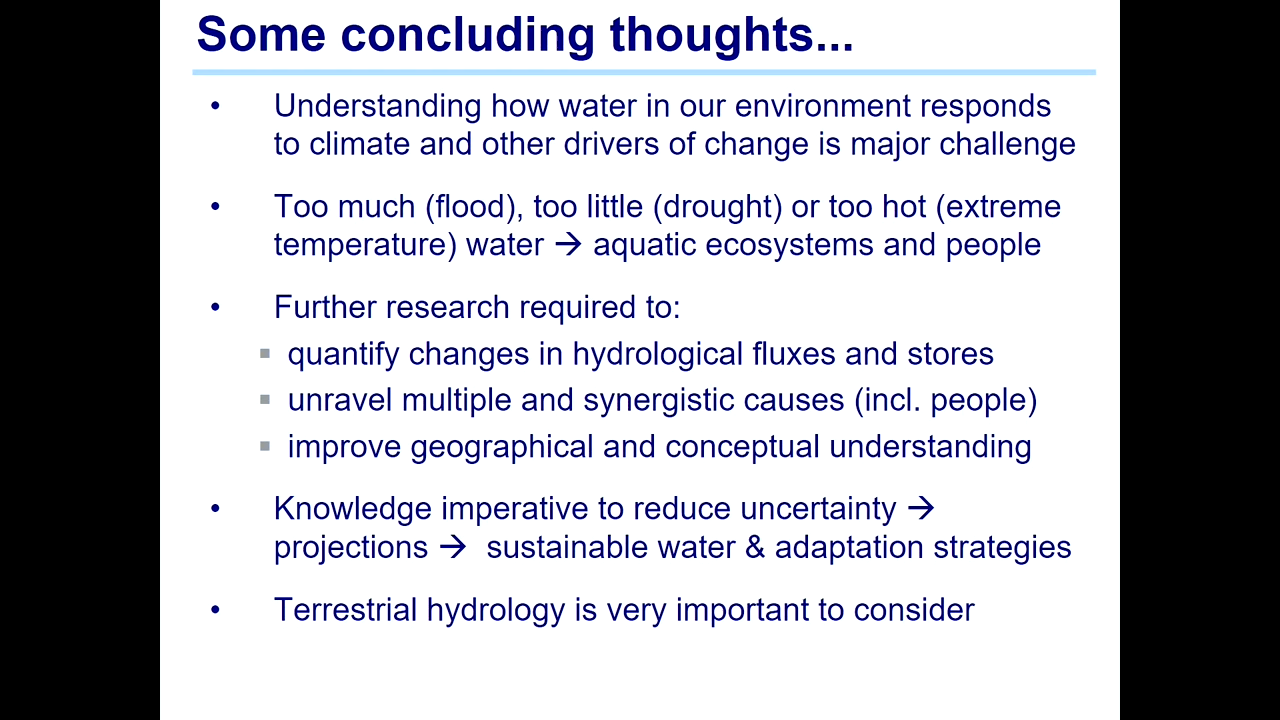 Some concluding thoughts...
• Understanding how water in our environment responds
to climate and other drivers of change is major challenge
• Too much (flood), too little (drought) or too hot (extreme
temperature) water → aquatic ecosystems and people
• Further research required to:
▪ quantify changes in hydrological fluxes and stores
▪ unravel multiple and synergistic causes (incl. people)
▪ improve geographical and conceptual understanding
• Knowledge imperative to reduce uncertainty →
projections → sustainable water & adaptation strategies
• Terrestrial hydrology is very important to consider